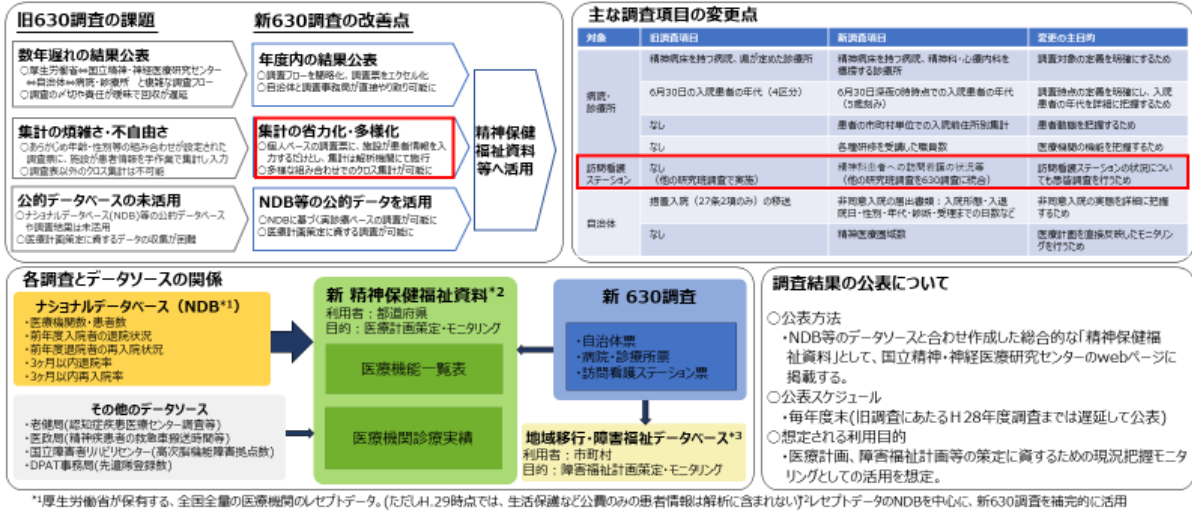 旧630調査の課題
新630調査の改善点
数年遅れの結果公表
○厚生労働省⇔国立精神・神経医療研究センター
⇔自治体⇔病院・診療所　と複雑な調査フロー
○調査の〆切や責任が曖昧で回収が遅延
年度内の結果公表
○調査フローを簡略化、調査票をエクセル化
○自治体と調査事務局が直接やり取り可能に
集計の煩雑さ・不自由さ
○あらかじめ年齢・性別等の組み合わせが設定された
調査票に、施設が患者情報を手作業で集計し入力
○調査表以外のクロス集計は不可能
集計の省力化・多様化
○個人ベースの調査票に、施設が患者情報を入
力するだけとし、集計は解析機関にて施行
○多様な組み合わせでのクロス集計が可能に
公的データベースの未活用
○ナショナルデータベース(NDB)等の公的データベース
や調査結果は未活用
○医療計画策定に資するデータの収集が困難
NDB等の公的データを活用
○NDBに基づく実診療ベースの調査が可能に
○医療計画策定に資する調査が可能に
精神保健
福祉資料
等へ活用
主な調査項目の変更点
対象
旧調査項目
新調査項目
変更の主目的
病院・
診療所
精神病床を持つ病院、県が定めた診療所
精神病床を持つ病院、精神科・心療内科を
標榜する診療所
調査対象の定義を明確にするため
6月30日の入院患者の年代（4区分）
6月30日深夜0時時点での入院患者の年代
（5歳刻み）
調査時点の定義を明確にし、入院
患者の年代を詳細に把握するため
なし
患者の市町村単位での入院前住所別集計
患者動態を把握するため
なし
各種研修を受講した職員数
医療機関の機能を把握するため
訪問看護
ステーション
なし
（他の研究班調査で実施）
精神科患者への訪問看護の状況等
（他の研究班調査を630調査に統合）
訪問看護ステーションの状況につい
ても悉皆調査を行うため
自治体
措置入院（27条2項のみ）の移送
非同意入院の届出書類：入院形態・入退
院日・性別・年代・診断・受理までの日数など
非同意入院の実態を詳細に把握
するため
なし
精神医療圏域数
医療計画を直接反映したモニタリン
グを行うため
各調査とデータソースの関係
ナショナルデータベース（NDB*1）
・医療機関数・患者数
・前年度入院者の退院状況
・前年度退院者の再入院状況
・3ヶ月以内退院率
・3ヶ月以内再入院率
その他のデータソース
・老健局(認知症疾患医療センター調査等)
・医政局(精神疾患者の救急車搬送時間等)
・国立障害者リハビリセンター(高次脳機能障害拠点数)
・DPAT事務局(先遣隊登録数)
新 精神保健福祉資料*2
利用者：都道府県
目的：医療計画策定・モニタリング
医療機能一覧表
医療機関診療実績
新 630調査
・自治体票
・病院・診療所票
・訪問看護ステーション票
地域移行・障害福祉データベース*3
利用者：市町村
目的：障害福祉計画策定・モニタリング
調査結果の公表について
○公表方法
・NDB等のデータソースと合わせ作成した総合的な「精神保健福
祉資料」として、国立精神・神経医療研究センターのwebページに
掲載する。
○公表スケジュール
・毎年度末(旧調査にあたるH28年度調査までは遅延して公表)
○想定される利用目的
・医療計画、障害福祉計画等の策定に資するための現況把握モニタ
リングとしての活用を想定。
*1厚生労働省が保有する、全国全量の医療機関のレセプトデータ。(ただしH.29時点では、生活保護など公費のみの患者情報は解析に含まれない)*2レセプトデータのNDBを中心に、新630調査を補完的に活用